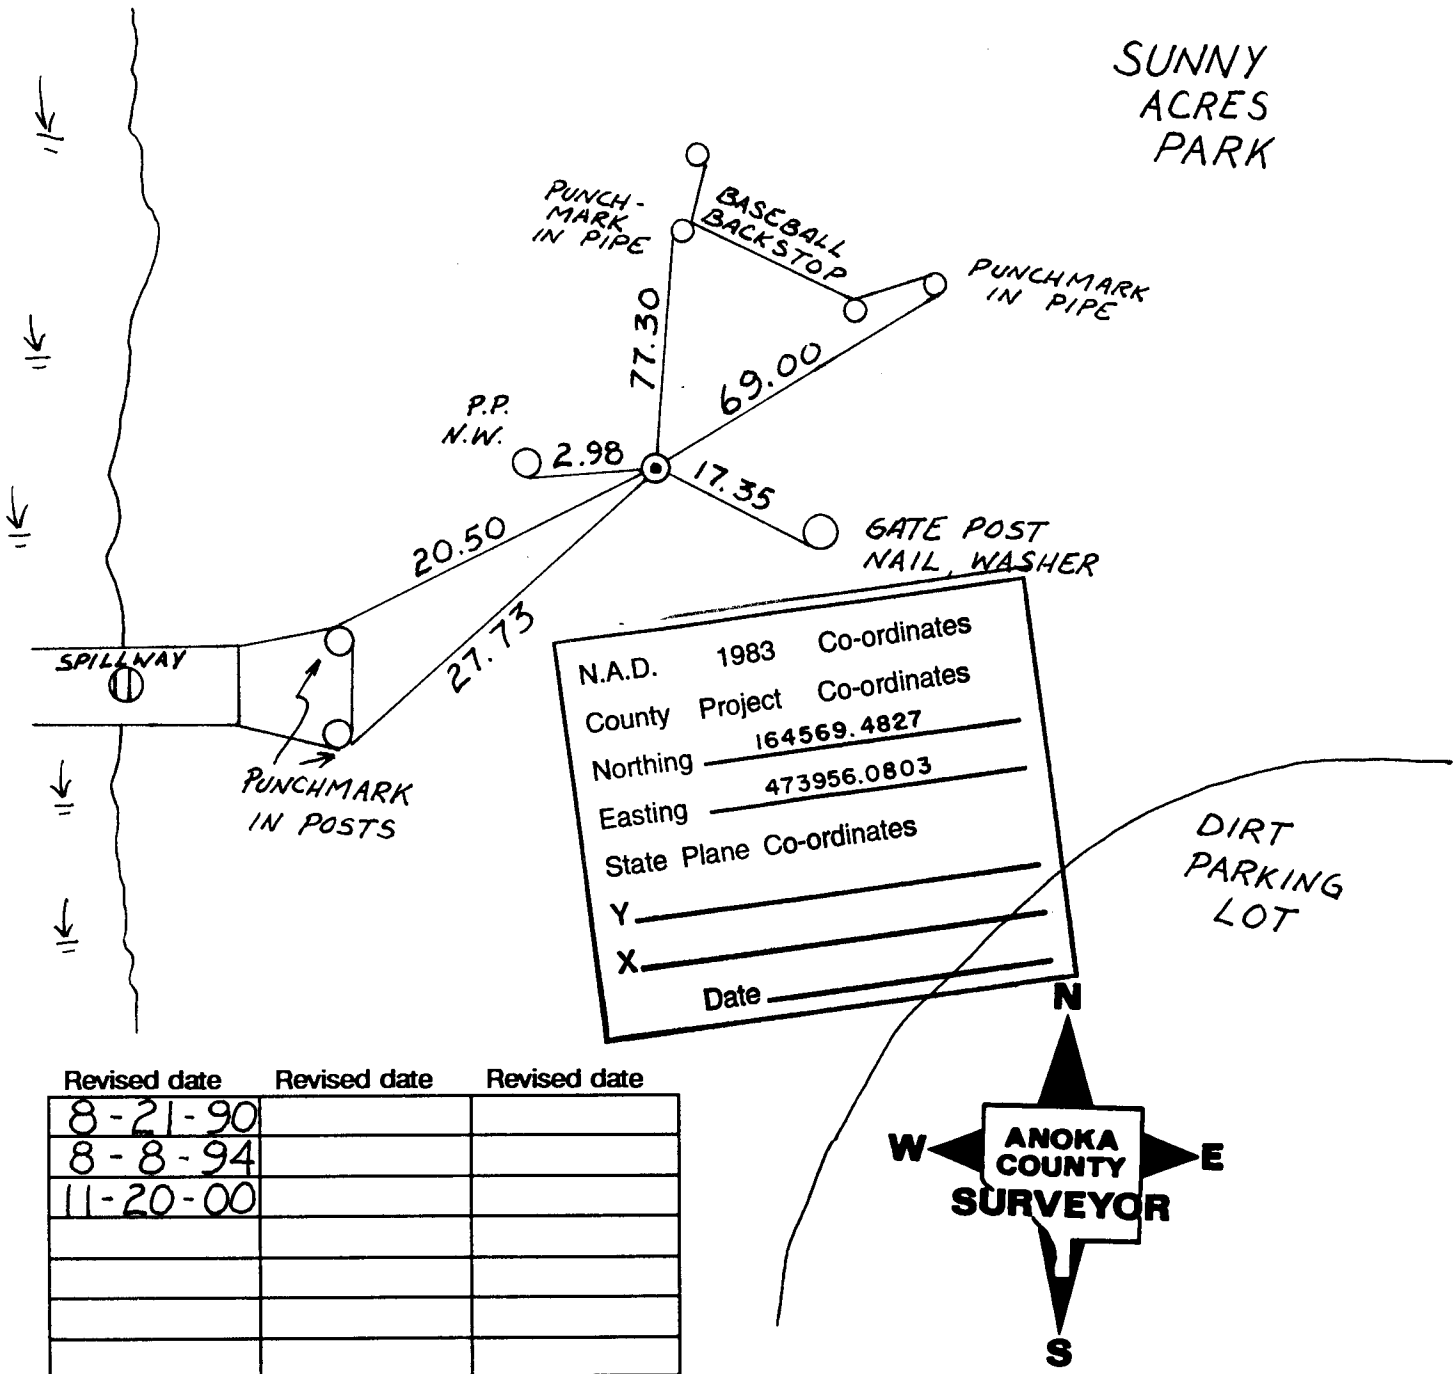 SUNNY
ACRES
PARK
PUNCH-
MARK
IN PIPE
BASEBALL
BACKSTOP
PUNCHMARK
IN PIPE
77.30
69.00
P.P.
N.W.
2.98
17.35
GATE POST
NAIL, WASHER
20.50
27.73
SPILLWAY
PUNCHMARK
IN POSTS
N.A.D. 1983 Co-ordinates
County Project Co-ordinates
Northing 164569.4827
Easting 473956.0803
State Plane Co-ordinates
Y
X
Date
DIRT
PARKING
LOT
Revised date Revised date Revised date
8-21-90
8-8-94
11-20-00
N
W E
ANOKA
COUNTY
SURVEYOR
S